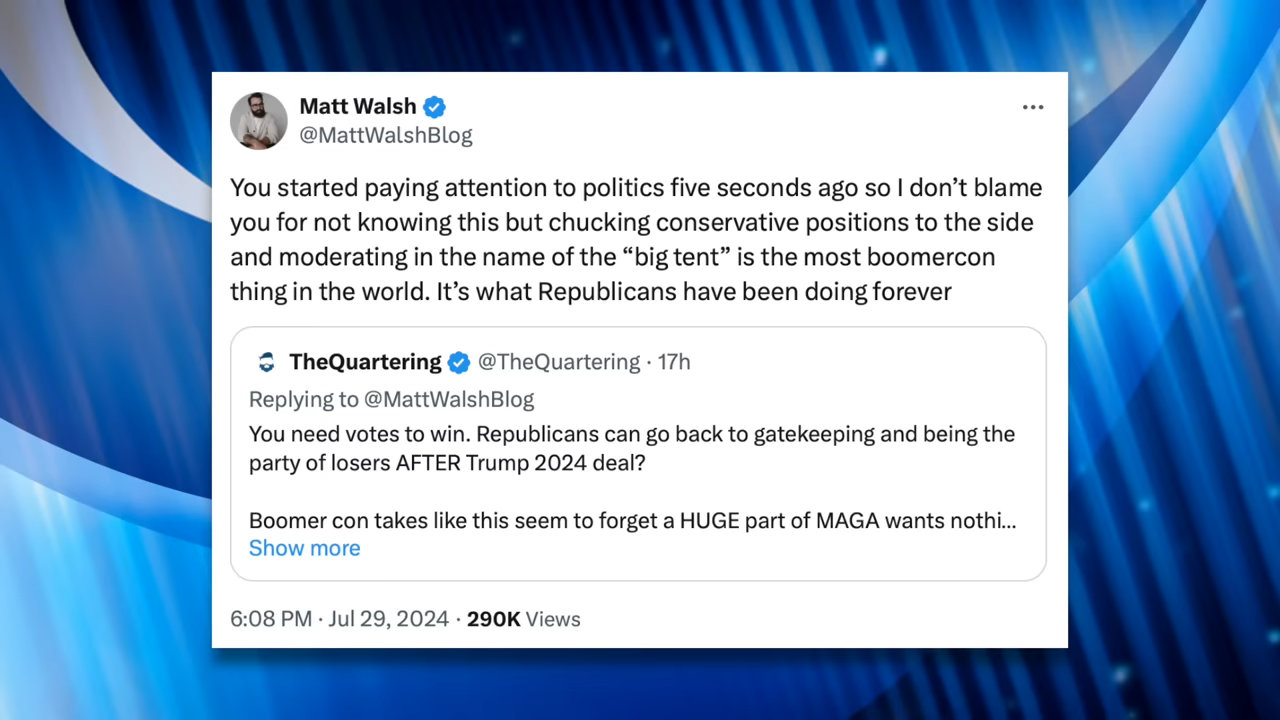 Matt Walsh
@MattWalshBlog
You started paying attention to politics five seconds ago so I don’t blame
you for not knowing this but chucking conservative positions to the side
and moderating in the name of the “big tent” is the most boomercon
thing in the world. It’s what Republicans have been doing forever
TheQuartering @TheQuartering · 17h
Replying to @MattWalshBlog
You need votes to win. Republicans can go back to gatekeeping and being the
party of losers AFTER Trump 2024 deal?
Boomer con takes like this seem to forget a HUGE part of MAGA wants nothi...
Show more
6:08 PM · Jul 29, 2024 · 290K Views